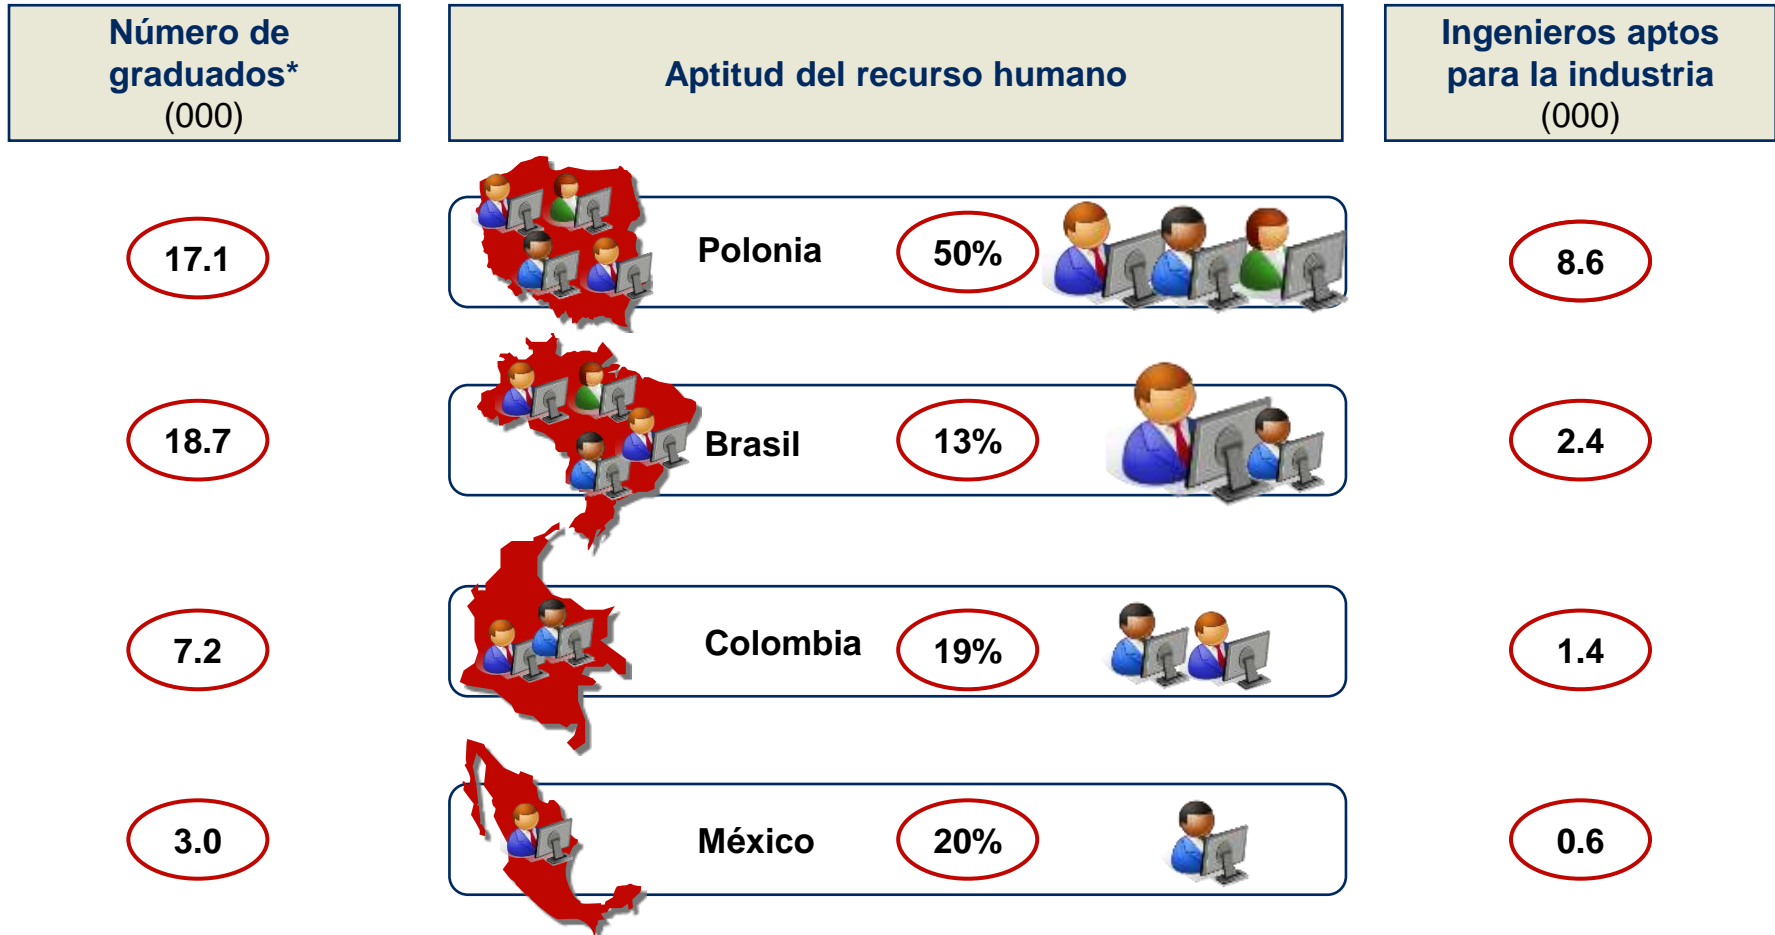 Número de
graduados*
(000)
Aptitud del recurso humano
Ingenieros aptos
para la industria
(000)
17.1
Polonia
50%
8.6
18.7
Brasil
13%
2.4
7.2
Colombia
19%
1.4
3.0
México
20%
0.6